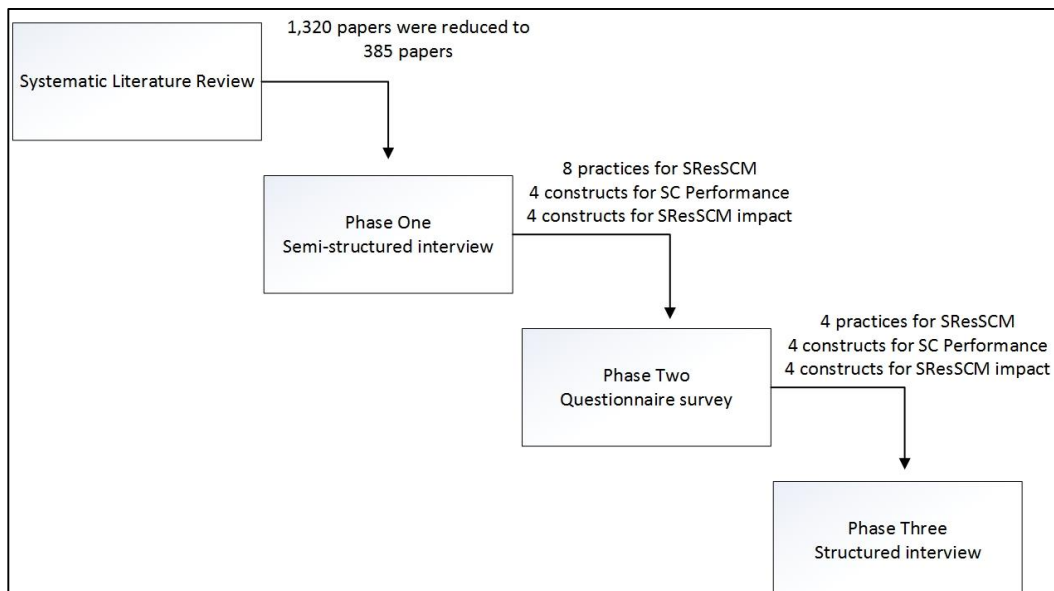 1,320 papers were reduced to
385 papers
Systematic Literature Review
8 practices for SResSCM
4 constructs for SC Performance
4 constructs for SResSCM impact
Phase One
Semi-structured interview
4 practices for SResSCM
4 constructs for SC Performance
4 constructs for SResSCM impact
Phase Two
Questionnaire survey
Phase Three
Structured interview